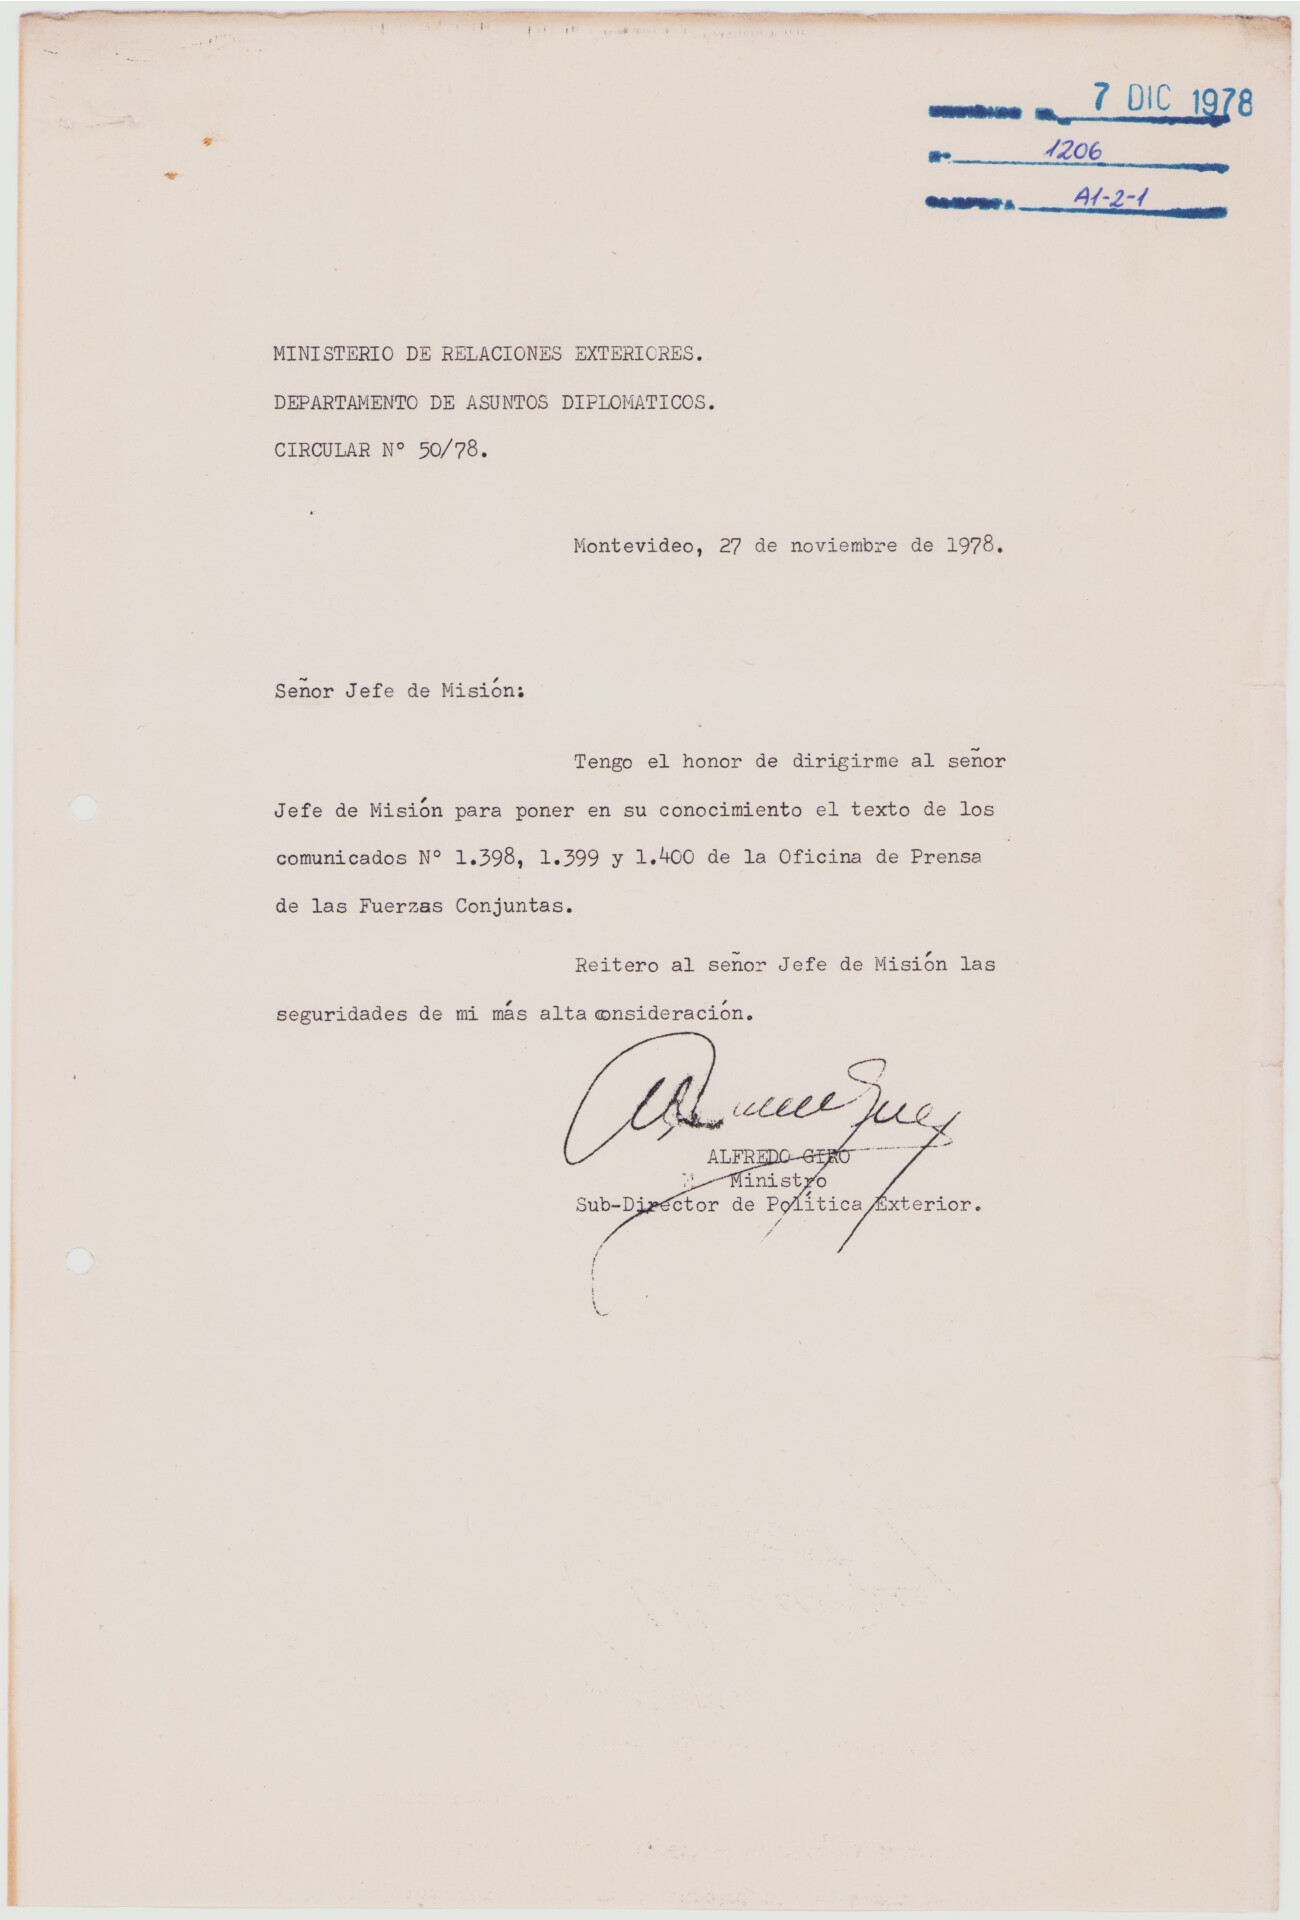 7 DIC 1978
1206
CARPETA A1-2-1
MINISTERIO DE RELACIONES EXTERIORES.
DEPARTAMENTO DE ASUNTOS DIPLOMATICOS.
CIRCULAR Nº 50/78.
Montevideo, 27 de noviembre de 1978.
Señor Jefe de Misión:
Tengo el honor de dirigirme al señor
Jefe de Misión para poner en su conocimiento el texto de los
comunicados Nº 1.398, 1.399 y 1.400 de la Oficina de Prensa
de las Fuerzas Conjuntas.
Reitero al señor Jefe de Misión las
seguridades de mi más alta consideración.
ALFREDO GIRO
Ministro
Sub-Director de Política Exterior.